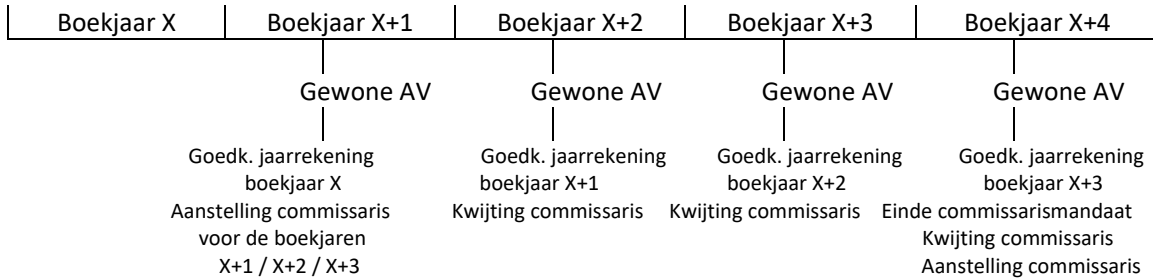 Boekjaar X Boekjaar X+1 Boekjaar X+2 Boekjaar X+3 Boekjaar X+4
Gewone AV Gewone AV Gewone AV Gewone AV
Goedk. jaarrekening Goedk. jaarrekening Goedk. jaarrekening Goedk. jaarrekening
boekjaar X boekjaar X+1 boekjaar X+2 boekjaar X+3
Aanstelling commissaris Kwijting commissaris Kwijting commissaris Einde commissarismandaat
voor de boekjaren Kwijting commissaris
X+1 / X+2 / X+3 Aanstelling commissaris